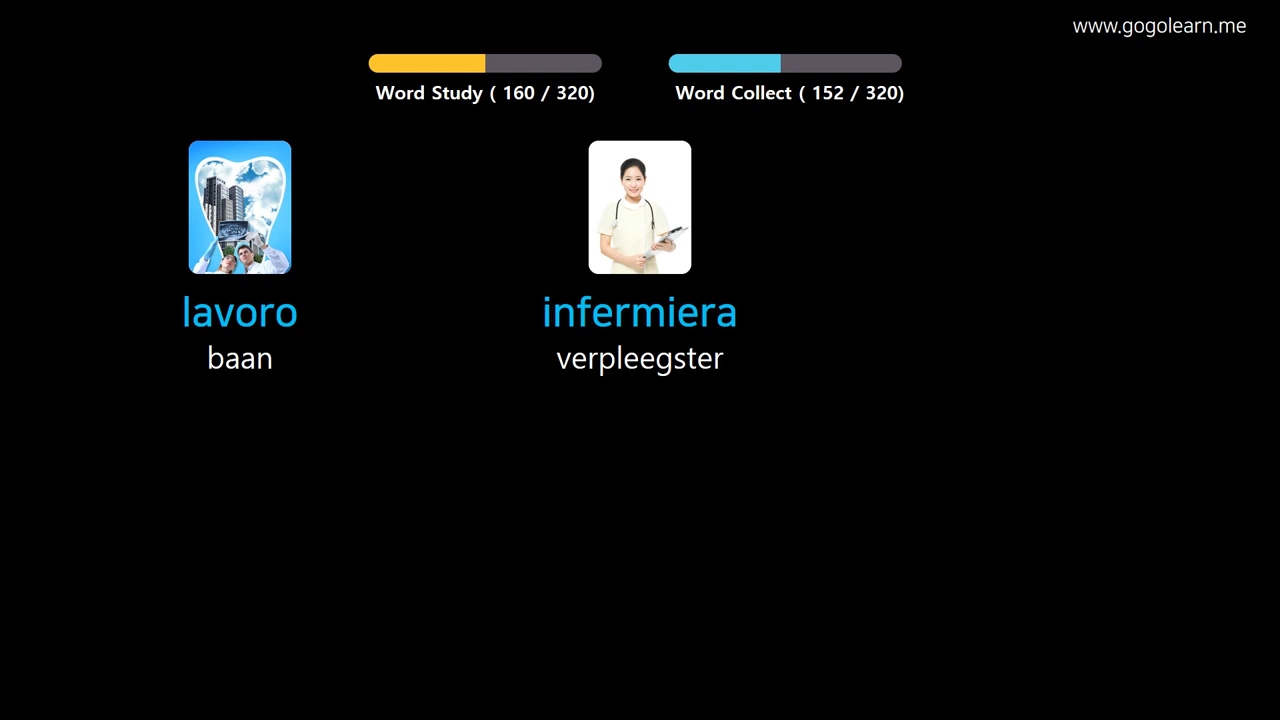 www.gogolearn.me
Word Study ( 160 / 320)
Word Collect ( 152 / 320)
lavoro
baan
infermiera
verpleegster